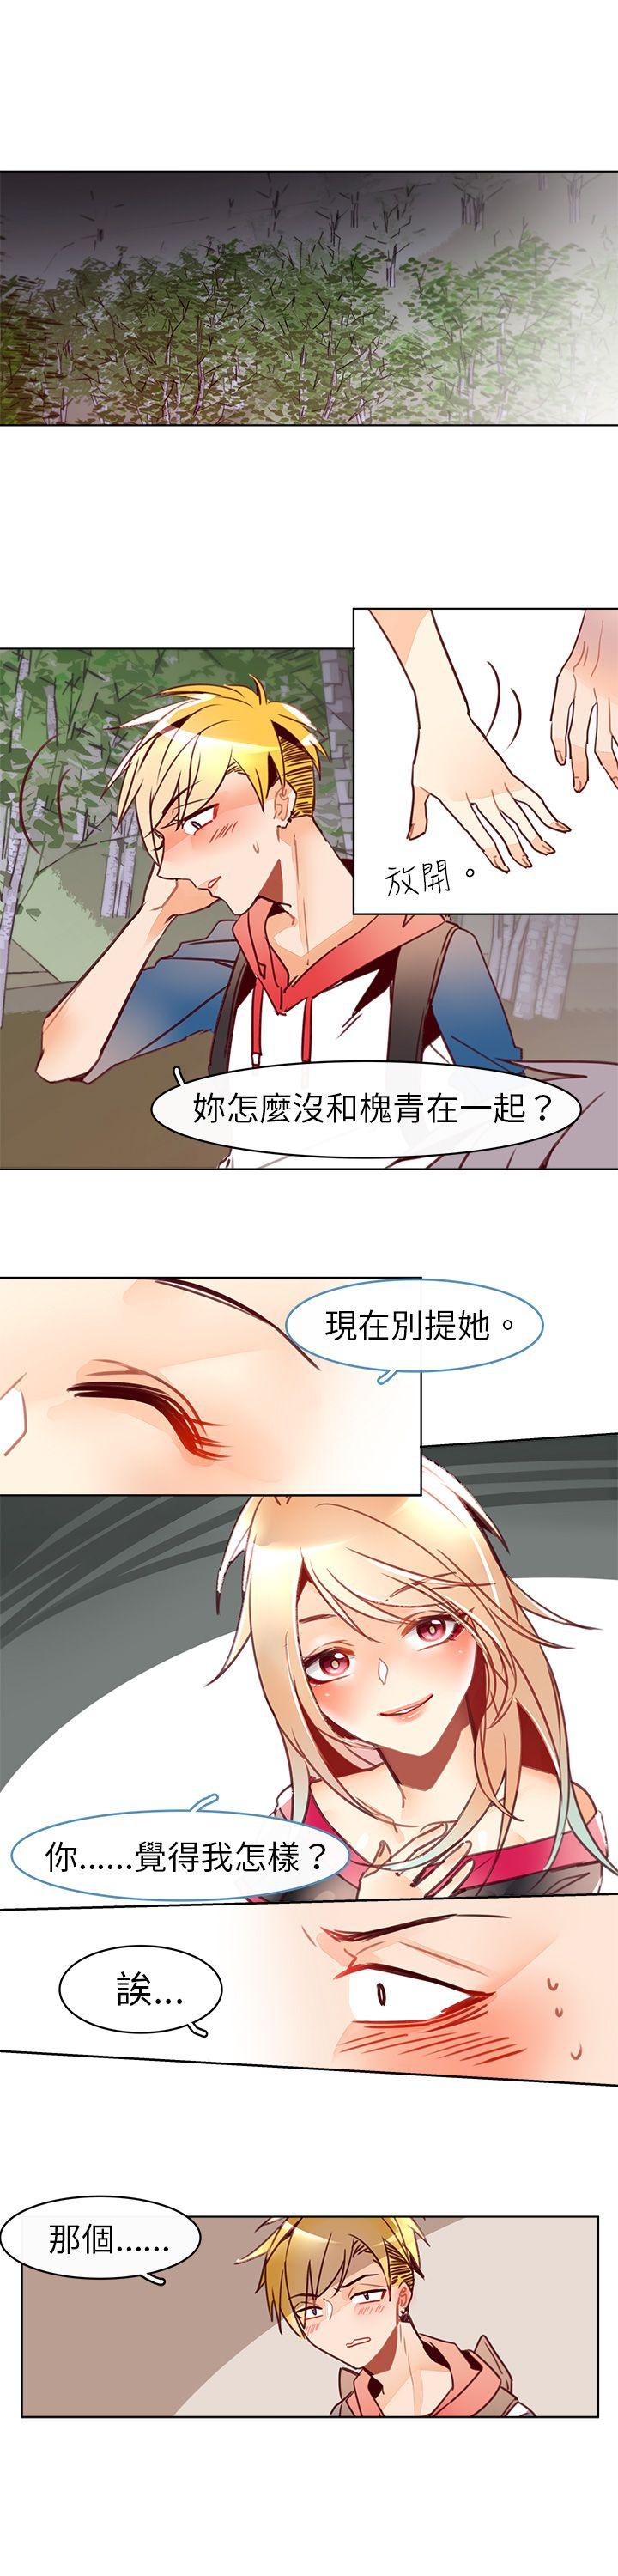 放開。
妳怎麼沒和槐青在一起？
現在別提她。
你……覺得我怎樣？
誒…
那個……